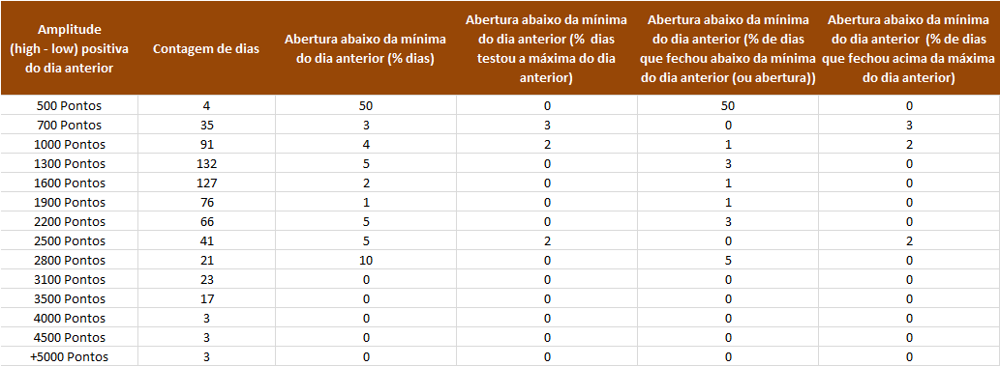 Amplitude
(high - low) positiva
do dia anterior
Contagem de dias
Abertura abaixo da mínima
do dia anterior (% dias)
Abertura abaixo da mínima
do dia anterior (%  dias
testou a máxima do dia
anterior)
Abertura abaixo da mínima
do dia anterior (% de dias
que fechou abaixo da mínima
do dia anterior (ou abertura))
Abertura abaixo da mínima
do dia anterior  (% de dias
que fechou acima da máxima
do dia anterior)
500 Pontos 4 50 0 50 0
700 Pontos 35 3 3 0 3
1000 Pontos 91 4 2 1 2
1300 Pontos 132 5 0 3 0
1600 Pontos 127 2 0 1 0
1900 Pontos 76 1 0 1 0
2200 Pontos 66 5 0 3 0
2500 Pontos 41 5 2 0 2
2800 Pontos 21 10 0 5 0
3100 Pontos 23 0 0 0 0
3500 Pontos 17 0 0 0 0
4000 Pontos 3 0 0 0 0
4500 Pontos 3 0 0 0 0
+5000 Pontos 3 0 0 0 0